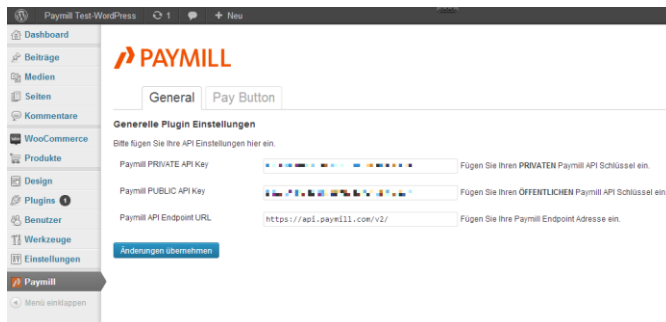 Paymill Test-WordPress 1 + Neu
Dashboard
Beiträge
Medien
Seiten
Kommentare
WooCommerce
Produkte
Design
Plugins 1
Benutzer
Werkzeuge
Einstellungen
Paymill
Menü einklappen
PAYMILL
General Pay Button
Generelle Plugin Einstellungen
Bitte fügen Sie Ihre API Einstellungen hier ein.
Paymill PRIVATE API Key Fügen Sie Ihren PRIVATEN Paymill API Schlüssel ein.
Paymill PUBLIC API Key Fügen Sie Ihren ÖFFENTLICHEN Paymill API Schlüssel ein
Paymill API Endpoint URL https://api.paymill.com/v2/ Fügen Sie Ihre Paymill Endpoint Adresse ein.
Änderungen übernehmen